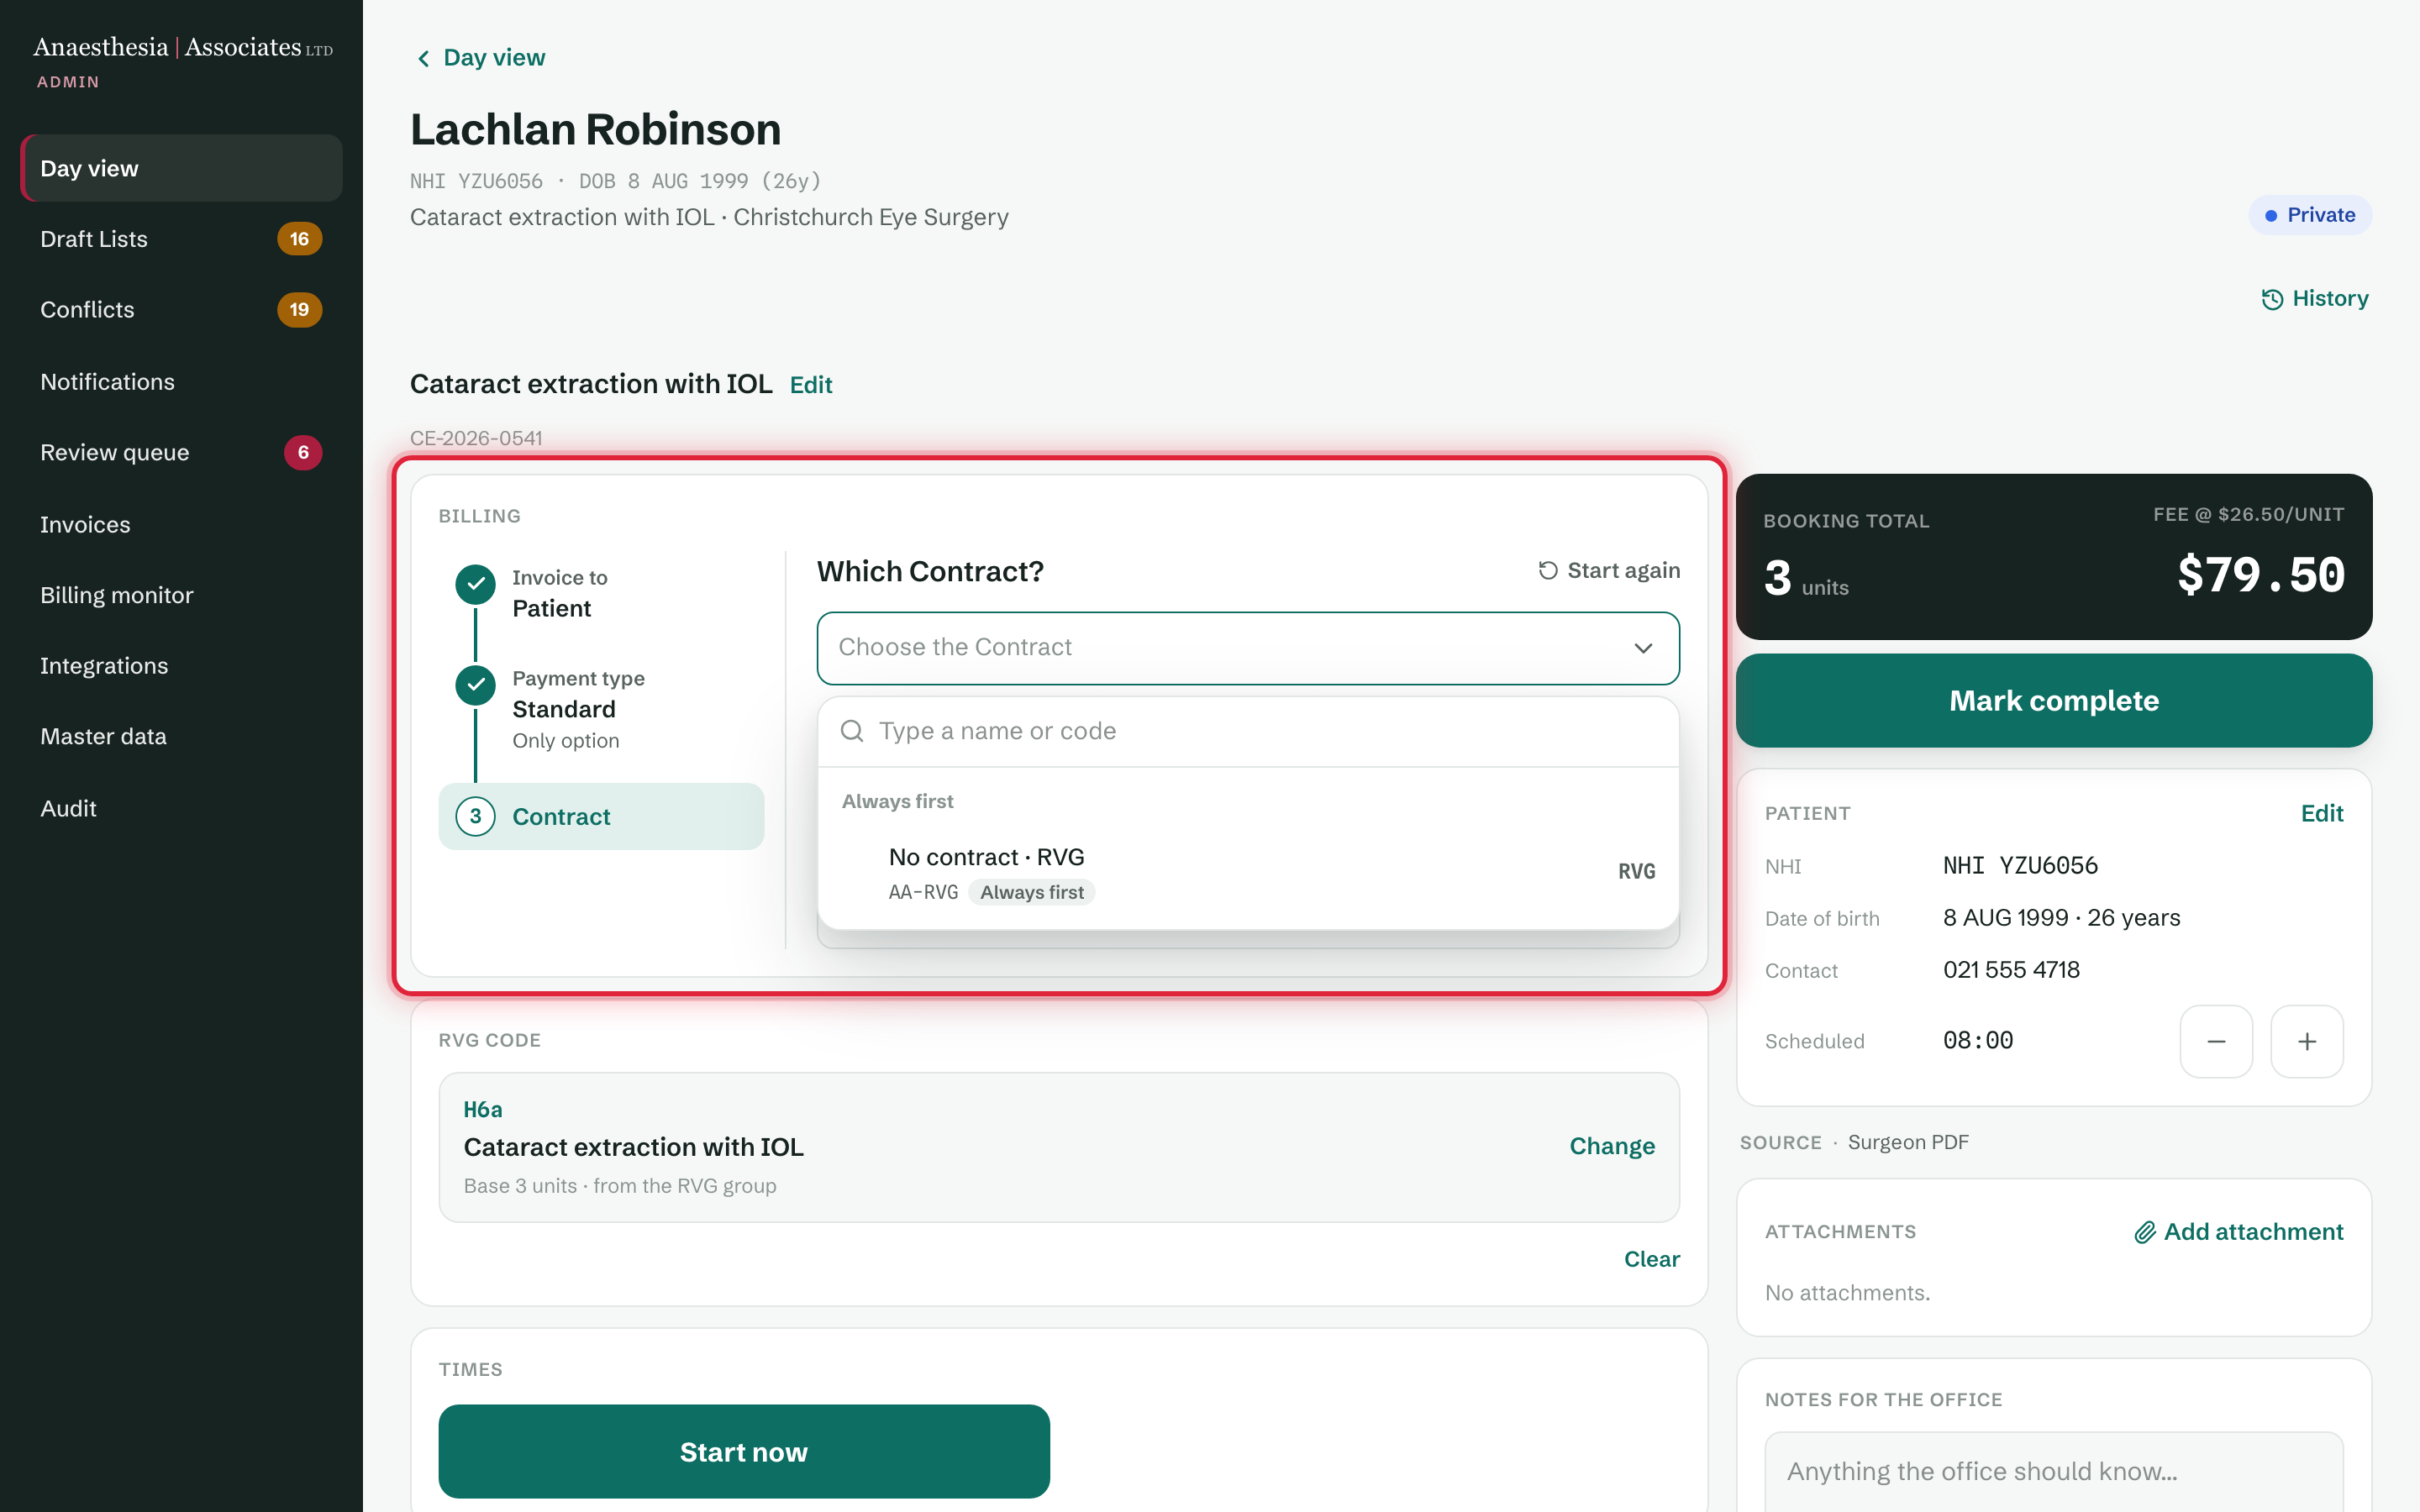 Anaesthesia | Associates LTD
ADMIN
Day view
Draft Lists 16
Conflicts 19
Notifications
Review queue 6
Invoices
Billing monitor
Integrations
Master data
Audit
Day view
Lachlan Robinson
NHI YZU6056 · DOB 8 AUG 1999 (26y)
Cataract extraction with IOL · Christchurch Eye Surgery
Private
History
Cataract extraction with IOL Edit
CE-2026-0541
BILLING
Invoice to
Patient
Payment type
Standard
Only option
3 Contract
Which Contract?
Start again
Choose the Contract
Type a name or code
Always first
No contract · RVG
AA-RVG Always first
RVG
RVG CODE
H6a
Cataract extraction with IOL
Base 3 units · from the RVG group
Change
Clear
TIMES
Start now
BOOKING TOTAL
FEE @ $26.50/UNIT
3 units
$79.50
Mark complete
PATIENT
Edit
NHI NHI YZU6056
Date of birth 8 AUG 1999 · 26 years
Contact 021 555 4718
Scheduled 08:00 − +
SOURCE · Surgeon PDF
ATTACHMENTS
Add attachment
No attachments.
NOTES FOR THE OFFICE
Anything the office should know...